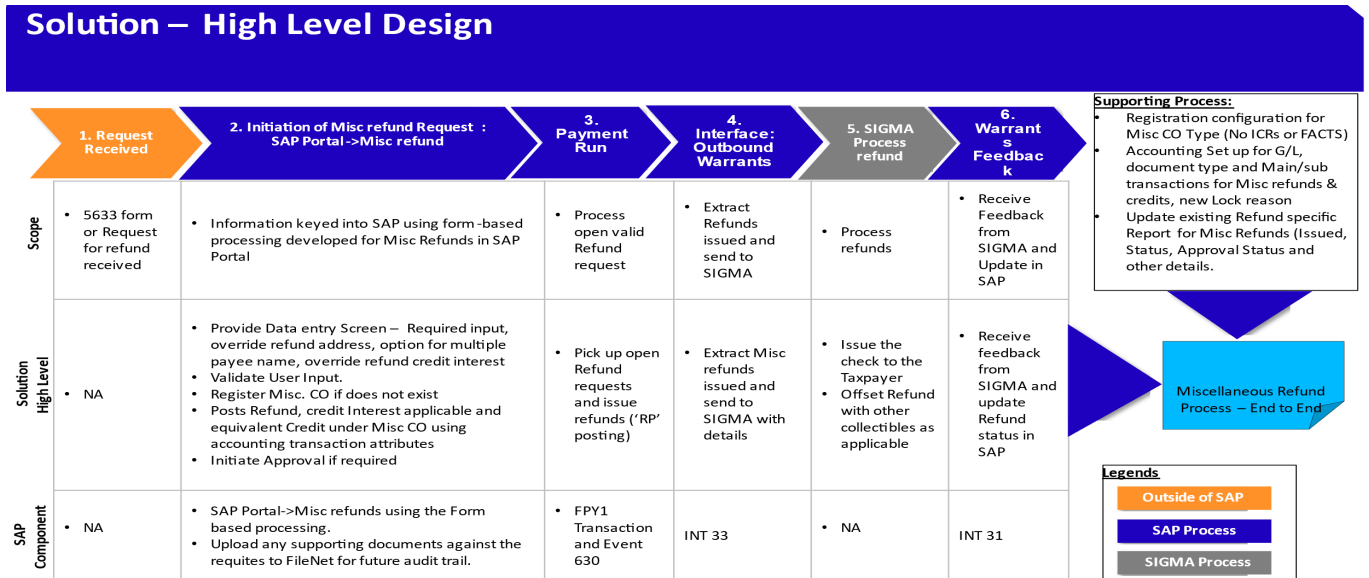 Solution – High Level Design
1. Request
Received
2. Initiation of Misc refund Request :
SAP Portal->Misc refund
3.
Payment
Run
4.
Interface:
Outbound
Warrants
5. SIGMA
Process
refund
6.
Warrant
s
Feedbac
k
Scope
• 5633 form
or Request
for refund
received
• Information keyed into SAP using form-based
processing developed for Misc Refunds in SAP
Portal
• Process
open valid
Refund
request
• Extract
Refunds
issued and
send to
SIGMA
• Process
refunds
• Receive
Feedback
from
SIGMA and
Update in
SAP
Solution
High Level
• NA
• Provide Data entry Screen – Required input,
override refund address, option for multiple
payee name, override refund credit interest
• Validate User Input.
• Register Misc. CO if does not exist
• Posts Refund, credit Interest applicable and
equivalent Credit under Misc CO using
accounting transaction attributes
• Initiate Approval if required
• Pick up open
Refund
requests
and issue
refunds (‘RP’
posting)
• Extract Misc
refunds
issued and
send to
SIGMA with
details
• Issue the
check to the
Taxpayer
• Offset Refund
with other
collectibles as
applicable
• Receive
feedback
from
SIGMA and
update
Refund
status in
SAP
SAP
Component
• NA
• SAP Portal->Misc refunds using the Form
based processing.
• Upload any supporting documents against the
requites to FileNet for future audit trail.
• FPY1
Transaction
and Event
630
INT 33
• NA
INT 31
Supporting Process:
• Registration configuration for
Misc CO Type (No ICRs or FACTS)
• Accounting Set up for G/L,
document type and Main/sub
transactions for Misc refunds &
credits, new Lock reason
• Update existing Refund specific
Report for Misc Refunds (Issued,
Status, Approval Status and
other details.
Miscellaneous Refund
Process – End to End
Legends
Outside of SAP
SAP Process
SIGMA Process